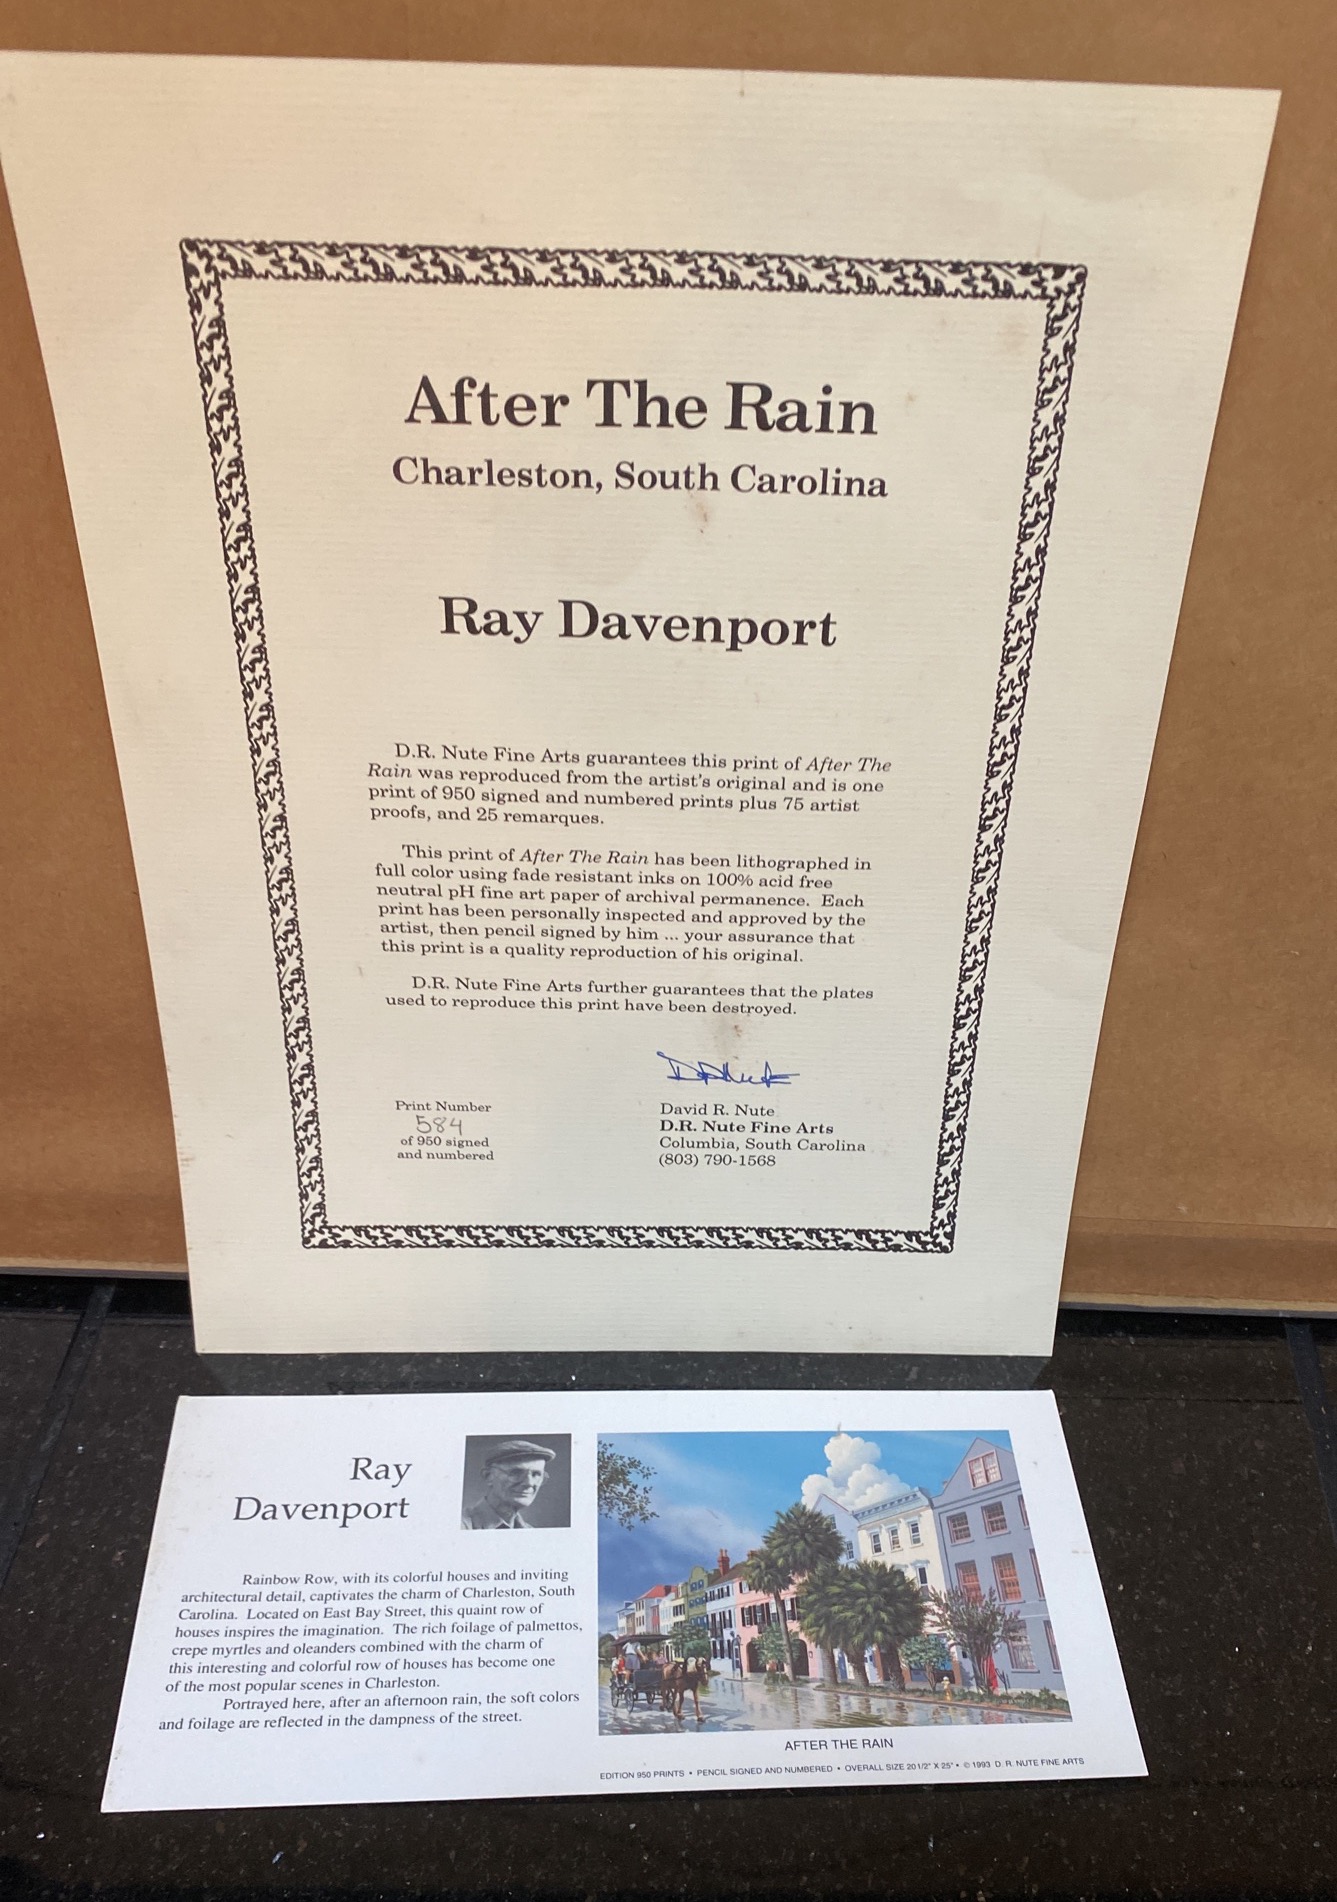 After The Rain
Charleston, South Carolina
Ray Davenport
D.R. Nute Fine Arts guarantees this print of After The
Rain was reproduced from the artist's original and is one
print of 950 signed and numbered prints plus 75 artist
proofs, and 25 remarques.
This print of After The Rain has been lithographed in
full color using fade resistant inks on 100% acid free
neutral pH fine art paper of archival permanence. Each
print has been personally inspected and approved by the
artist, then pencil signed by him ... your assurance that
this print is a quality reproduction of his original.
D.R. Nute Fine Arts further guarantees that the plates
used to reproduce this print have been destroyed.
DRNute
Print Number
584
of 950 signed
and numbered
David R. Nute
D.R. Nute Fine Arts
Columbia, South Carolina
(803) 790-1568
Ray
Davenport
Rainbow Row, with its colorful houses and inviting
architectural detail, captivates the charm of Charleston, South
Carolina. Located on East Bay Street, this quaint row of
houses inspires the imagination. The rich foilage of palmettos,
crepe myrtles and oleanders combined with the charm of
this interesting and colorful row of houses has become one
of the most popular scenes in Charleston.
Portrayed here, after an afternoon rain, the soft colors
and foilage are reflected in the dampness of the street.
AFTER THE RAIN
EDITION 950 PRINTS • PENCIL SIGNED AND NUMBERED • OVERALL SIZE 20 1/2" X 25" • © 1993 D. R. NUTE FINE ARTS